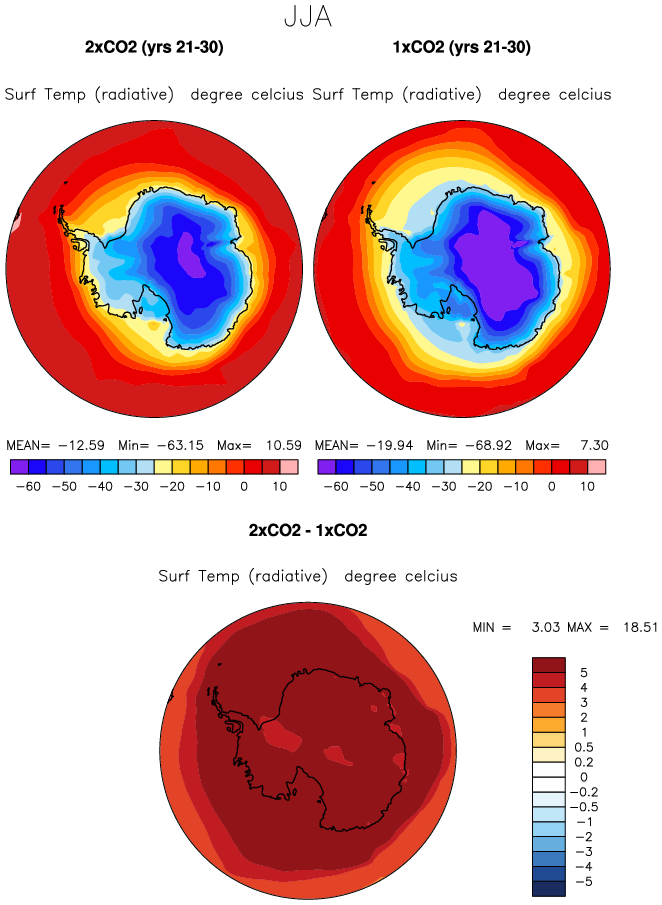 JJA
2xCO2 (yrs 21-30) 1xCO2 (yrs 21-30)
Surf Temp (radiative) degree celcius Surf Temp (radiative) degree celcius
MEAN= −12.59 Min= −63.15 Max= 10.59 MEAN= −19.94 Min= −68.92 Max= 7.30
−60 −50 −40 −30 −20 −10 0 10 −60 −50 −40 −30 −20 −10 0 10
2xCO2 - 1xCO2
Surf Temp (radiative) degree celcius
MIN = 3.03 MAX = 18.51
5
4
3
2
1
0.5
0.2
0
−0.2
−0.5
−1
−2
−3
−4
−5